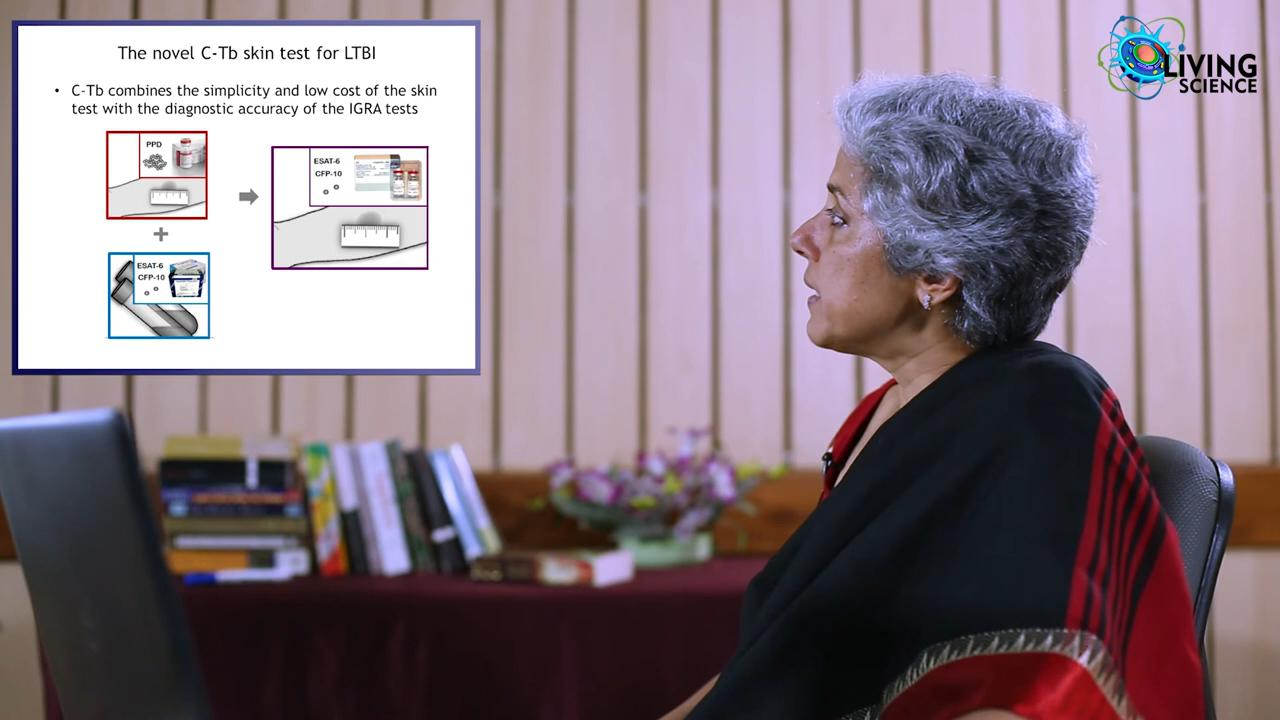 The novel C-Tb skin test for LTBI
• C-Tb combines the simplicity and low cost of the skin
test with the diagnostic accuracy of the IGRA tests
PPD
ESAT-6
CFP-10
ESAT-6
CFP-10
LIVING
SCIENCE